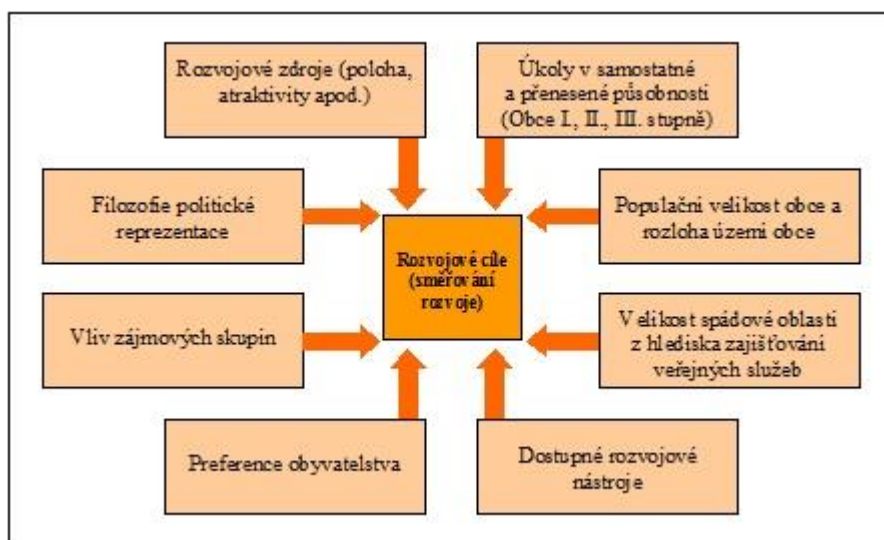 Rozvojové zdroje (poloha,
atraktivity apod.)
Úkoly v samostatné
a přenesené působnosti
(Obce I., II., III. stupně)
Filozofie politické
reprezentace
Populační velikost obce a
rozloha území obce
Rozvojové cíle
(směřování
rozvoje)
Vliv zájmových skupin
Velikost spádové oblasti
z hlediska zajišťování
veřejných služeb
Preference obyvatelstva
Dostupné rozvojové
nástroje